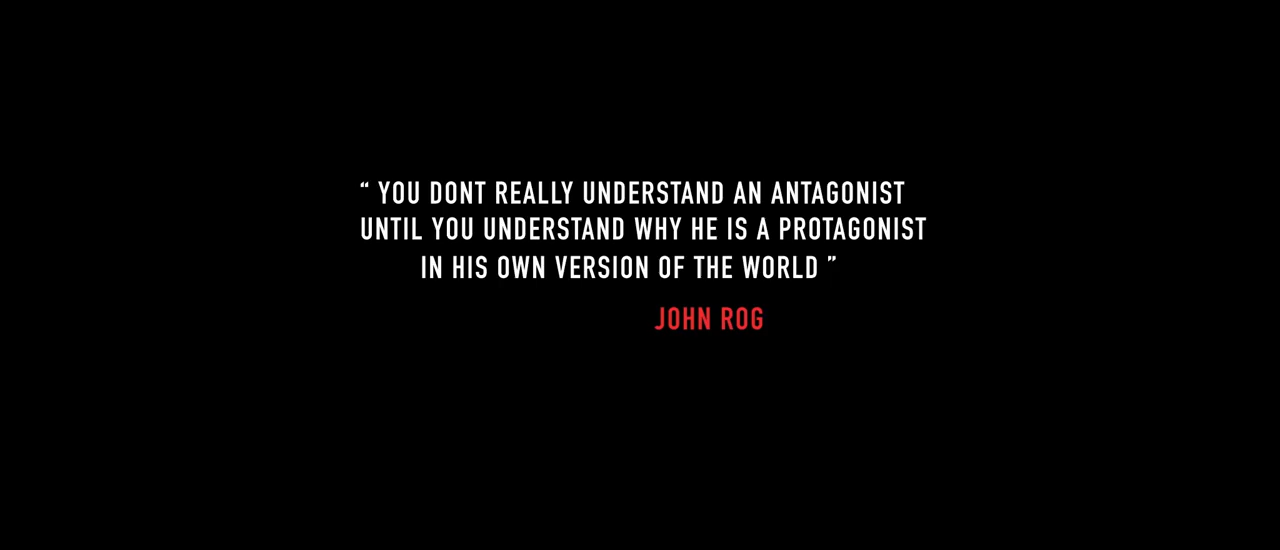 “ YOU DONT REALLY UNDERSTAND AN ANTAGONIST
UNTIL YOU UNDERSTAND WHY HE IS A PROTAGONIST
IN HIS OWN VERSION OF THE WORLD ”
JOHN ROG